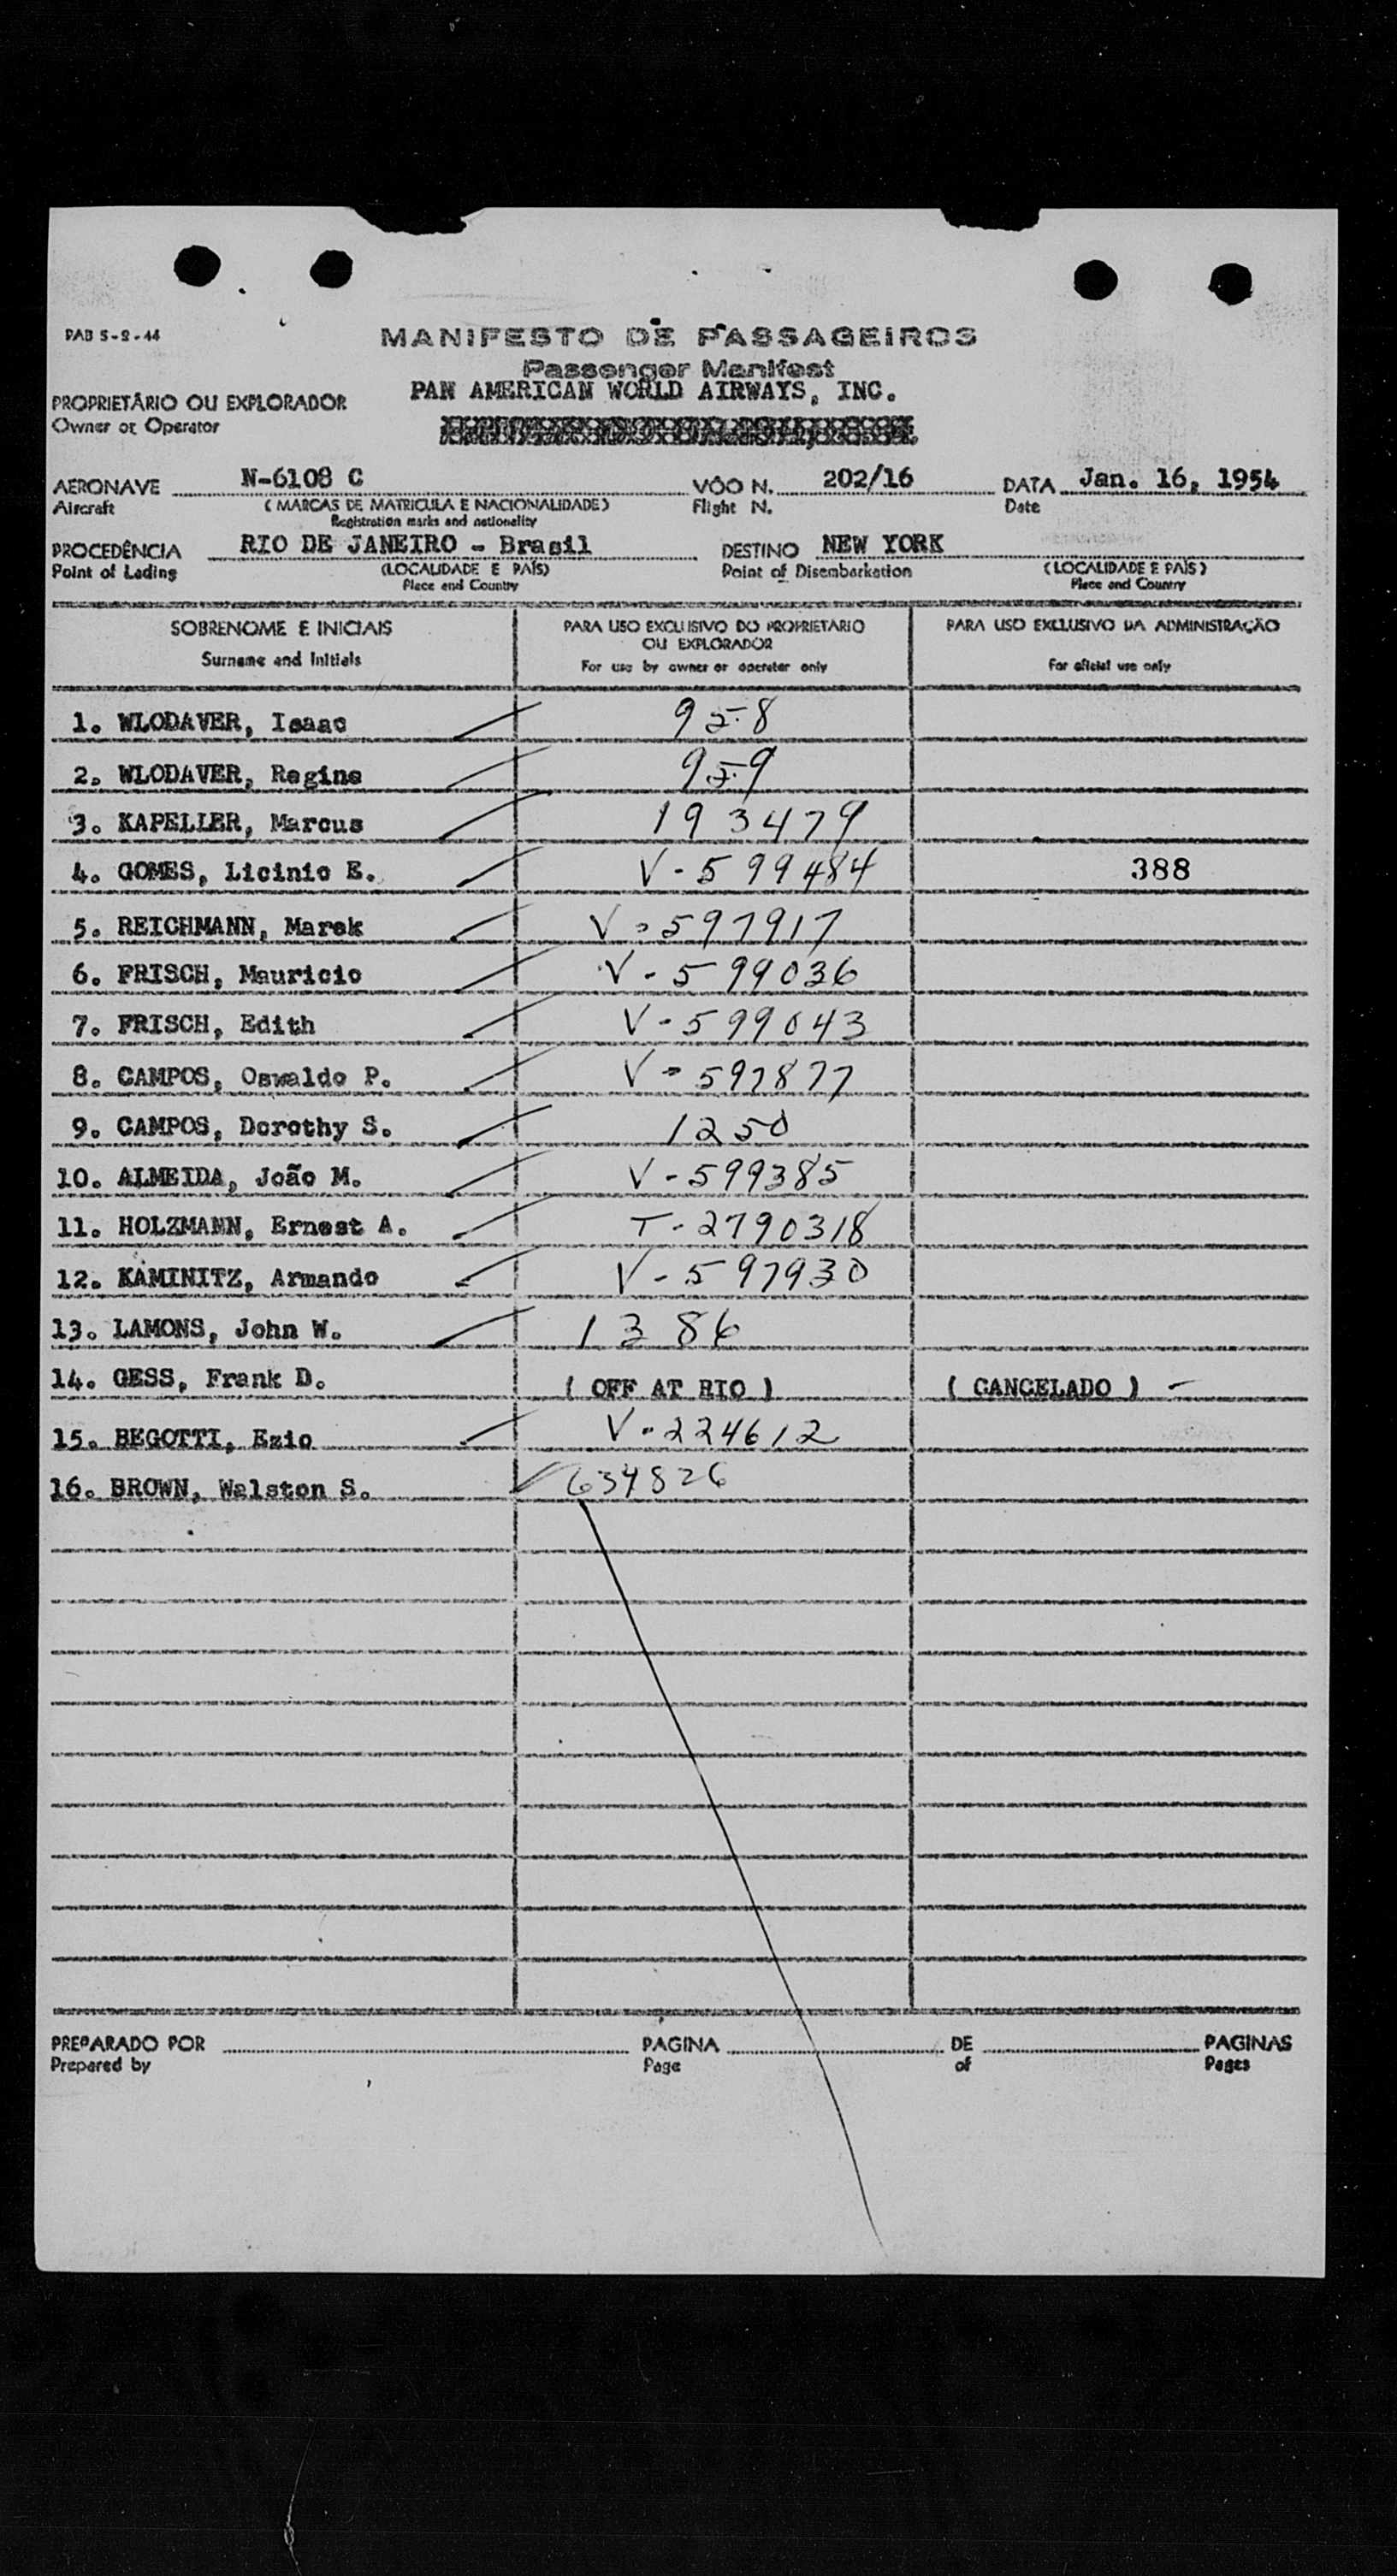 PAB 5-2-44
MANIFESTO DE PASSAGEIROS
Passenger Manifest
PAN AMERICAN WORLD AIRWAYS, INC.
PROPRIETÁRIO OU EXPLORADOR
Owner or Operator
AERONAVE N-6108 C VÔO N. 202/16 DATA Jan. 16, 1954
Aircraft (MARCAS DE MATRICULA E NACIONALIDADE) Flight N. Date
Registration marks and nationality
PROCEDÊNCIA RIO DE JANEIRO - Brasil DESTINO NEW YORK
Point of Lading (LOCALIDADE E PAÍS) Point of Disembarkation (LOCALIDADE E PAÍS)
Place and Country Place and Country
SOBRENOME E INICIAIS PARA USO EXCLUSIVO DO PROPRIETARIO PARA USO EXCLUSIVO DA ADMINISTRAÇÃO
OU EXPLORADOR
Surname and Initials For use by owner or operater only For oficial use only
1. WLODAVER, Isaac 958
2. WLODAVER, Regina 959
3. KAPELLER, Marcus 193479
4. GOMES, Licinio E. V-599484 388
5. REICHMANN, Marek V-597917
6. FRISCH, Mauricio V-599036
7. FRISCH, Edith V-599043
8. CAMPOS, Oswaldo P. V-597877
9. CAMPOS, Dorothy S. 1250
10. ALMEIDA, João M. V-599385
11. HOLZMANN, Ernest A. T-2790318
12. KAMINITZ, Armando V-597930
13. LAMONS, John W. 1386
14. GESS, Frank D. ( OFF AT RIO ) ( CANCELADO ) -
15. BEGOTTI, Ezio V-224612
16. BROWN, Walston S. 634826
PREPARADO POR PAGINA DE PAGINAS
Prepared by Page of Pages